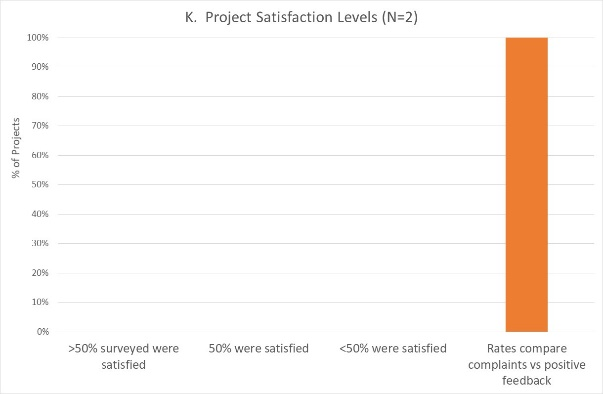 K.  Project Satisfaction Levels (N=2)
100%
90%
80%
70%
60%
50%
40%
30%
20%
10%
0%
% of Projects
>50% surveyed were
satisfied
50% were satisfied
<50% were satisfied
Rates compare
complaints vs positive
feedback